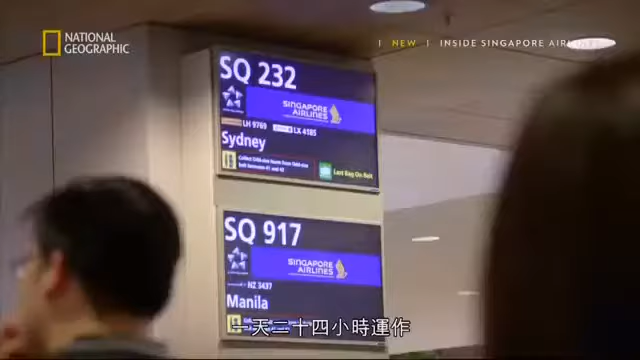 NATIONAL
GEOGRAPHIC
| NEW | INSIDE SINGAPORE AIRLINES
SQ 232
SINGAPORE
AIRLINES
LH 9769 LX 4185
Sydney
Last Bag On Belt
SQ 917
SINGAPORE
AIRLINES
NZ 3437
Manila
一天二十四小時運作